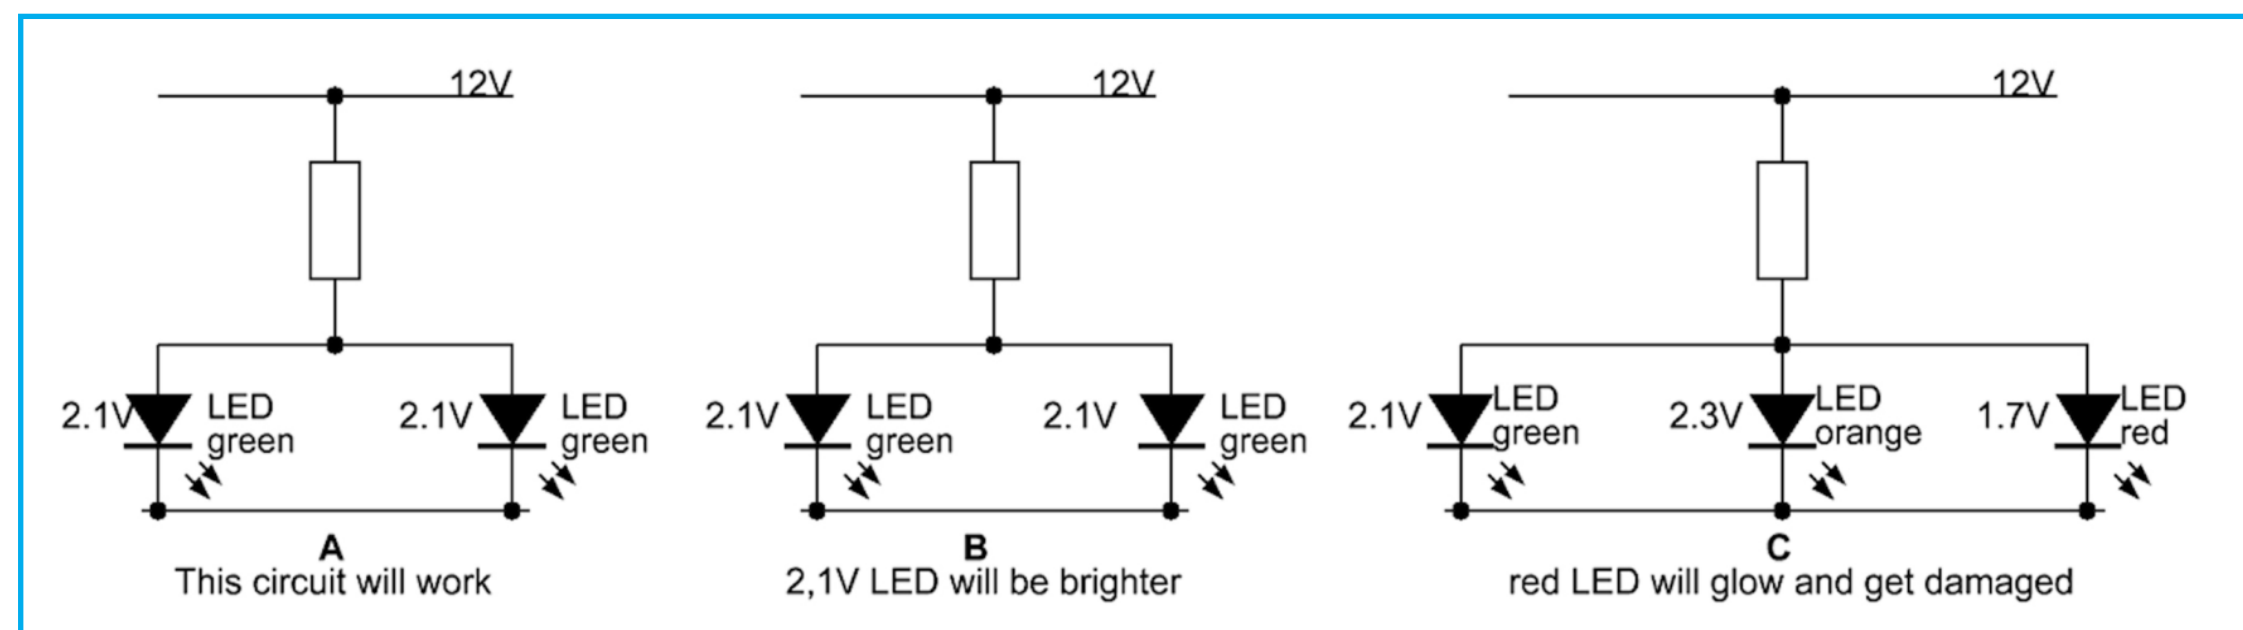 12V
2.1V
LED
green
2.1V
LED
green
A
This circuit will work
12V
2.1V
LED
green
2.1V
LED
green
B
2,1V LED will be brighter
12V
2.1V
LED
green
2.3V
LED
orange
1.7V
LED
red
C
red LED will glow and get damaged